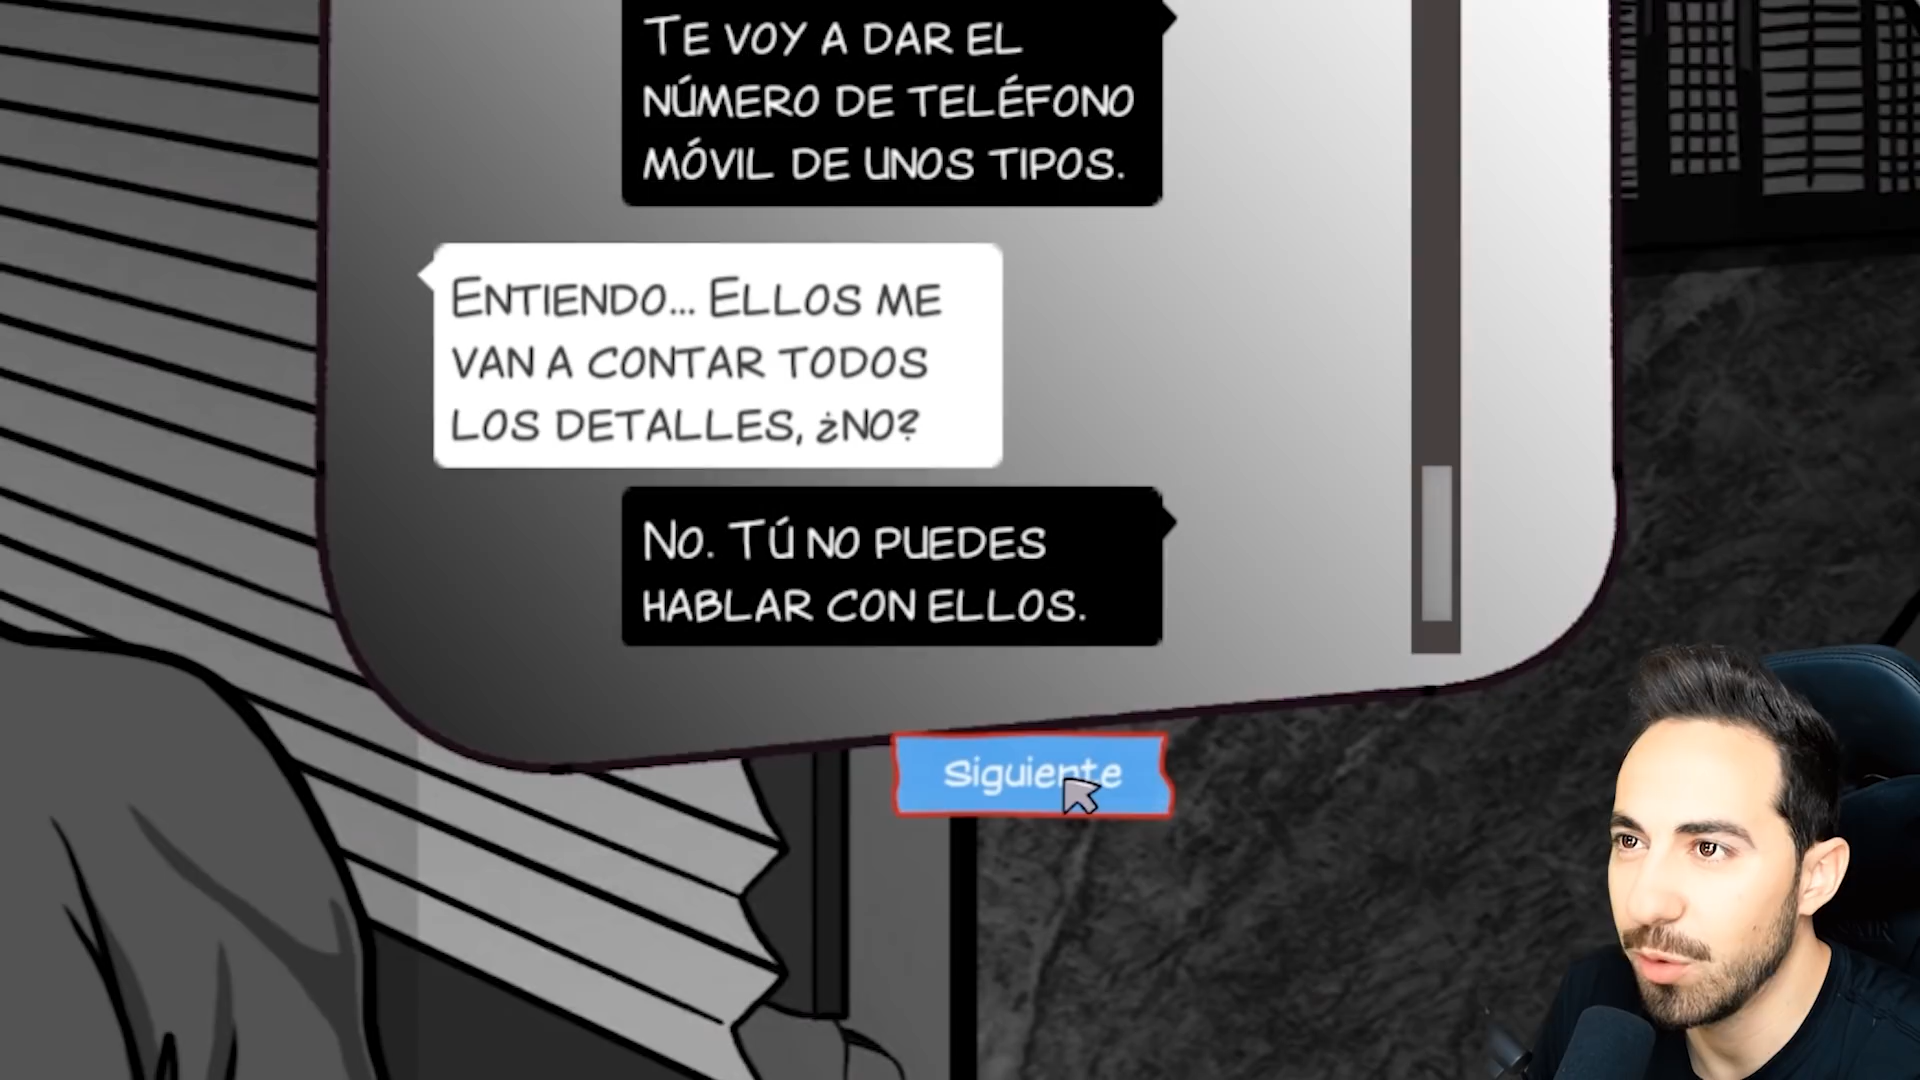 TE VOY A DAR EL
NÚMERO DE TELÉFONO
MÓVIL DE UNOS TIPOS.
ENTIENDO... ELLOS ME
VAN A CONTAR TODOS
LOS DETALLES, ¿NO?
NO. TÚ NO PUEDES
HABLAR CON ELLOS.
Siguiente